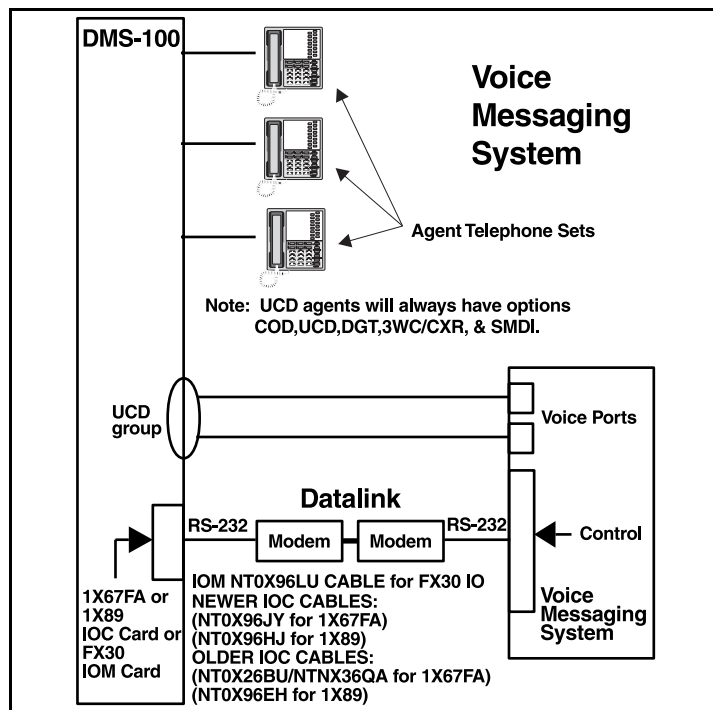 DMS-100
Voice
Messaging
System
Agent Telephone Sets
Note: UCD agents will always have options
COD,UCD,DGT,3WC/CXR, & SMDI.
UCD
group
Voice Ports
Datalink
RS-232
Modem
Modem
RS-232
Control
1X67FA or
1X89
IOC Card or
FX30
IOM Card
IOM NT0X96LU CABLE for FX30 IO
NEWER IOC CABLES:
(NT0X96JY for 1X67FA)
(NT0X96HJ for 1X89)
OLDER IOC CABLES:
(NT0X26BU/NTNX36QA for 1X67FA)
(NT0X96EH for 1X89)
Voice
Messaging
System